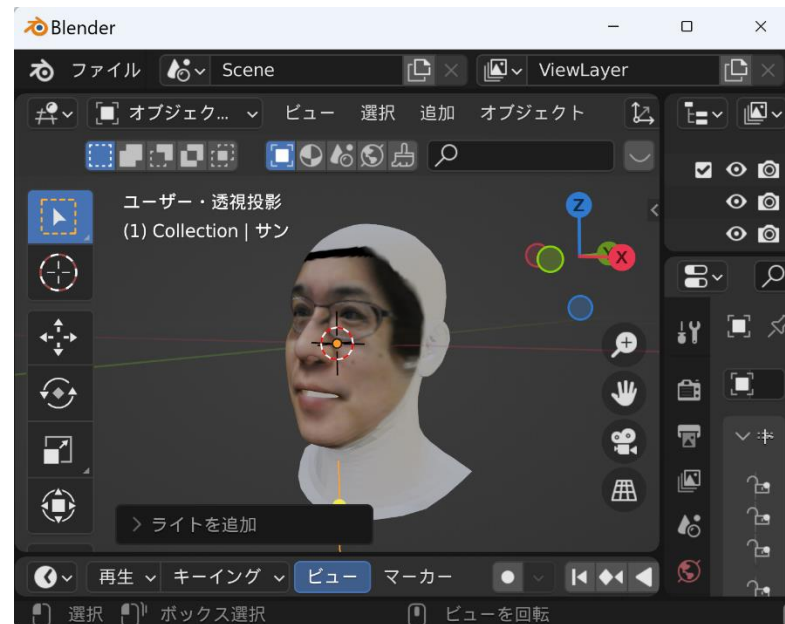 Blender
ファイル Scene ViewLayer
オブジェク... ビュー 選択 追加 オブジェクト
ユーザー・透視投影
(1) Collection | サン
Z
Y X
> ライトを追加
再生 キーイング ビュー マーカー
選択 ボックス選択 ビューを回転